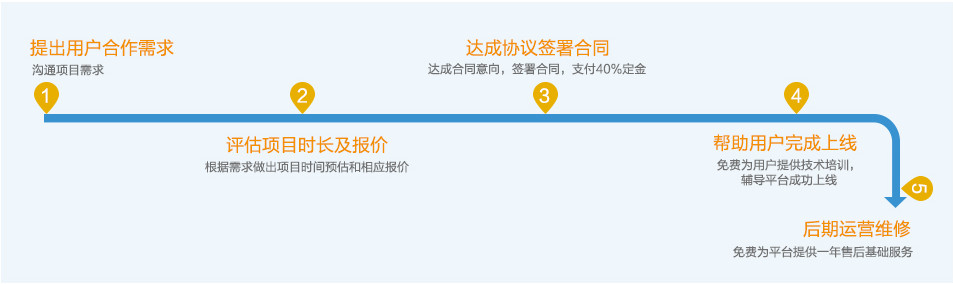 提出用户合作需求
沟通项目需求
1
2
评估项目时长及报价
根据需求做出项目时间预估和相应报价
达成协议签署合同
达成合同意向，签署合同，支付40%定金
3
4
帮助用户完成上线
免费为用户提供技术培训，
辅导平台成功上线
5
后期运营维修
免费为平台提供一年售后基础服务